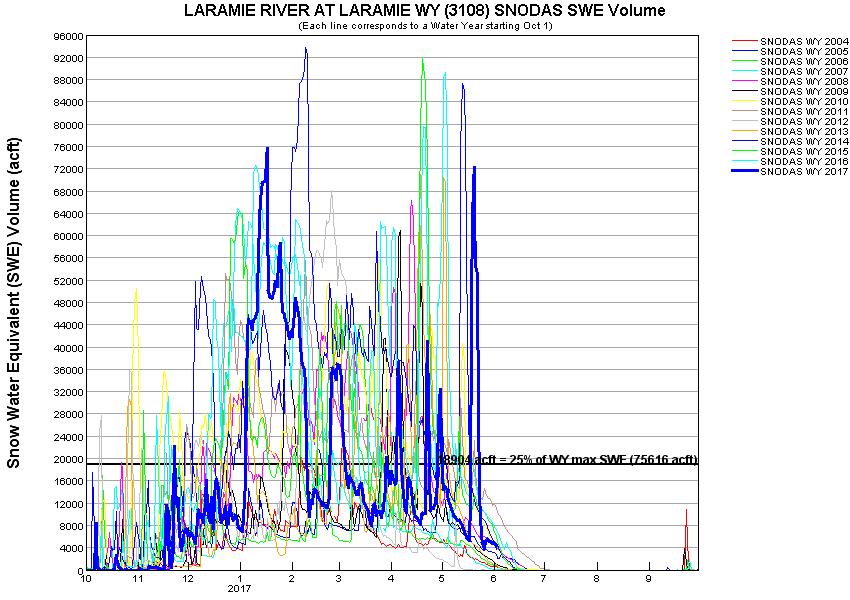 LARAMIE RIVER AT LARAMIE WY (3108) SNODAS SWE Volume
(Each line corresponds to a Water Year starting Oct 1)
Snow Water Equivalent (SWE) Volume (acft)
96000
92000
88000
84000
80000
76000
72000
68000
64000
60000
56000
52000
48000
44000
40000
36000
32000
28000
24000
20000
16000
12000
8000
4000
0
18904 acft = 25% of WY max SWE (75616 acft)
10 11 12 1 2 3 4 5 6 7 8 9
2017
SNODAS WY 2004
SNODAS WY 2005
SNODAS WY 2006
SNODAS WY 2007
SNODAS WY 2008
SNODAS WY 2009
SNODAS WY 2010
SNODAS WY 2011
SNODAS WY 2012
SNODAS WY 2013
SNODAS WY 2014
SNODAS WY 2015
SNODAS WY 2016
SNODAS WY 2017